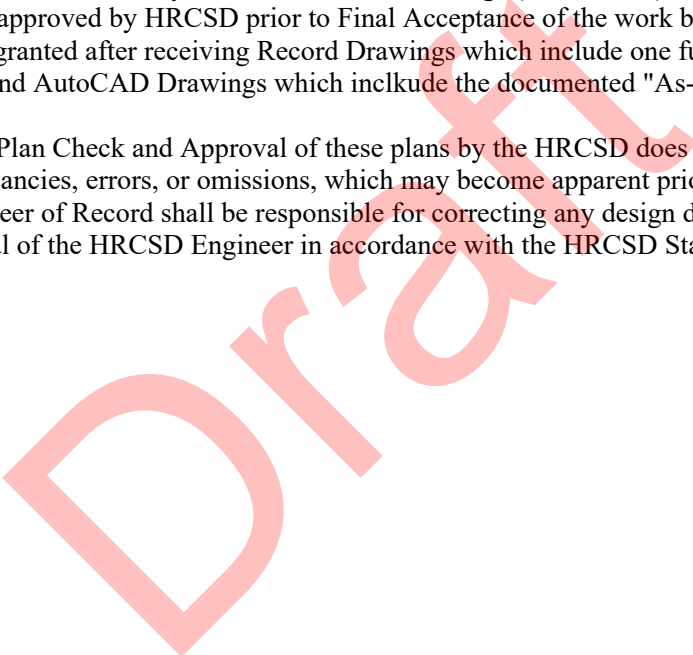 approved by HRCSD prior to Final Acceptance of the work b
granted after receiving Record Drawings which include one fu
nd AutoCAD Drawings which inclkude the documented "As-
Plan Check and Approval of these plans by the HRCSD does
ancies, errors, or omissions, which may become apparent prio
eer of Record shall be responsible for correcting any design d
l of the HRCSD Engineer in accordance with the HRCSD Sta
Draft